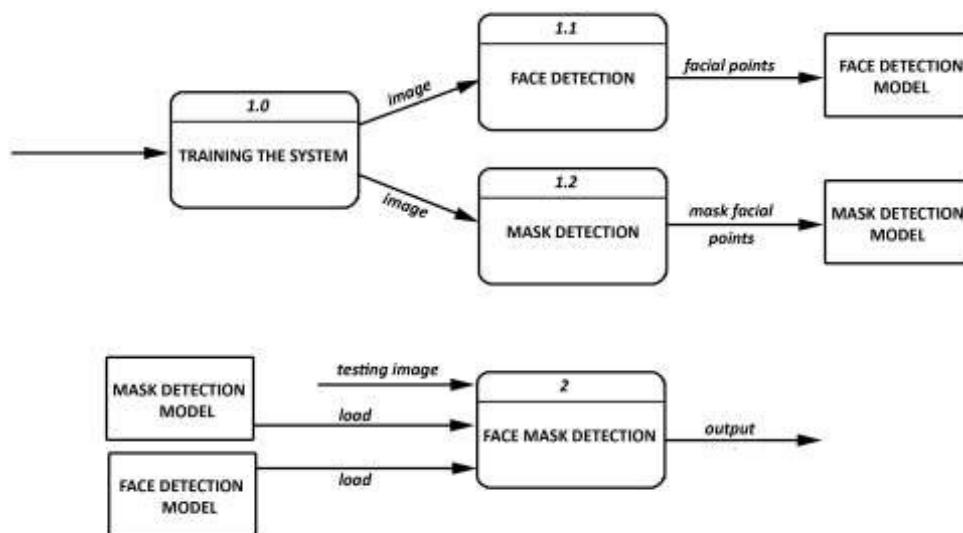 1.1
FACE DETECTION
image
facial points
FACE DETECTION
MODEL
1.0
TRAINING THE SYSTEM
image
1.2
MASK DETECTION
mask facial
points
MASK DETECTION
MODEL
MASK DETECTION
MODEL
testing image
load
2
FACE MASK DETECTION
output
FACE DETECTION
MODEL
load